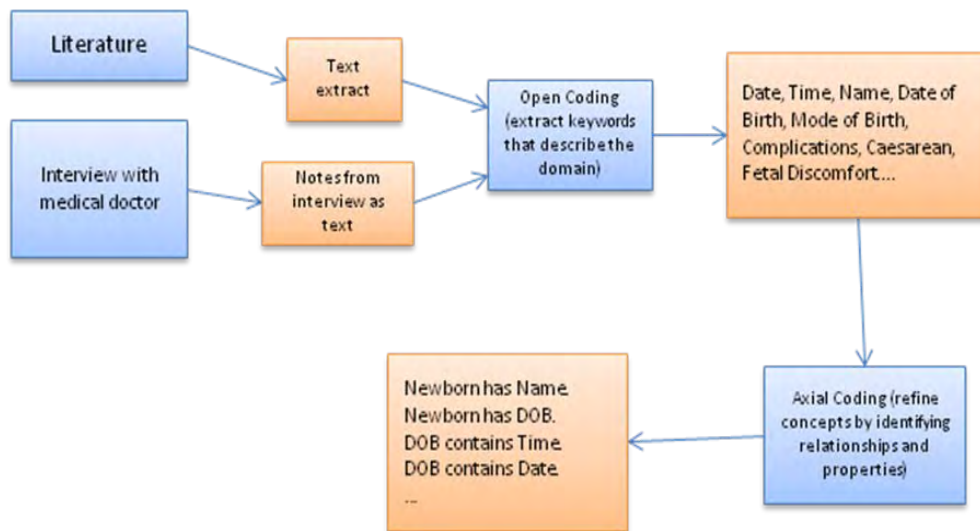 Literature
Text
extract
Interview with
medical doctor
Notes from
interview as
text
Open Coding
(extract keywords
that describe the
domain)
Date, Time, Name, Date of
Birth, Mode of Birth,
Complications, Caesarean,
Fetal Discomfort....
Axial Coding (refine
concepts by identifying
relationships and
properties)
Newborn has Name.
Newborn has DOB.
DOB contains Time.
DOB contains Date.
...